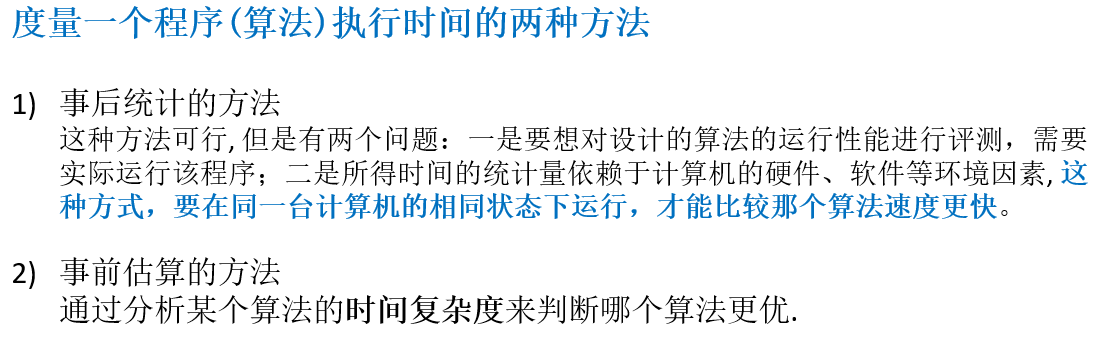 度量一个程序(算法)执行时间的两种方法
1) 事后统计的方法
这种方法可行, 但是有两个问题：一是要想对设计的算法的运行性能进行评测，需要
实际运行该程序；二是所得时间的统计量依赖于计算机的硬件、软件等环境因素, 这
种方式，要在同一台计算机的相同状态下运行，才能比较那个算法速度更快。
2) 事前估算的方法
通过分析某个算法的时间复杂度来判断哪个算法更优.